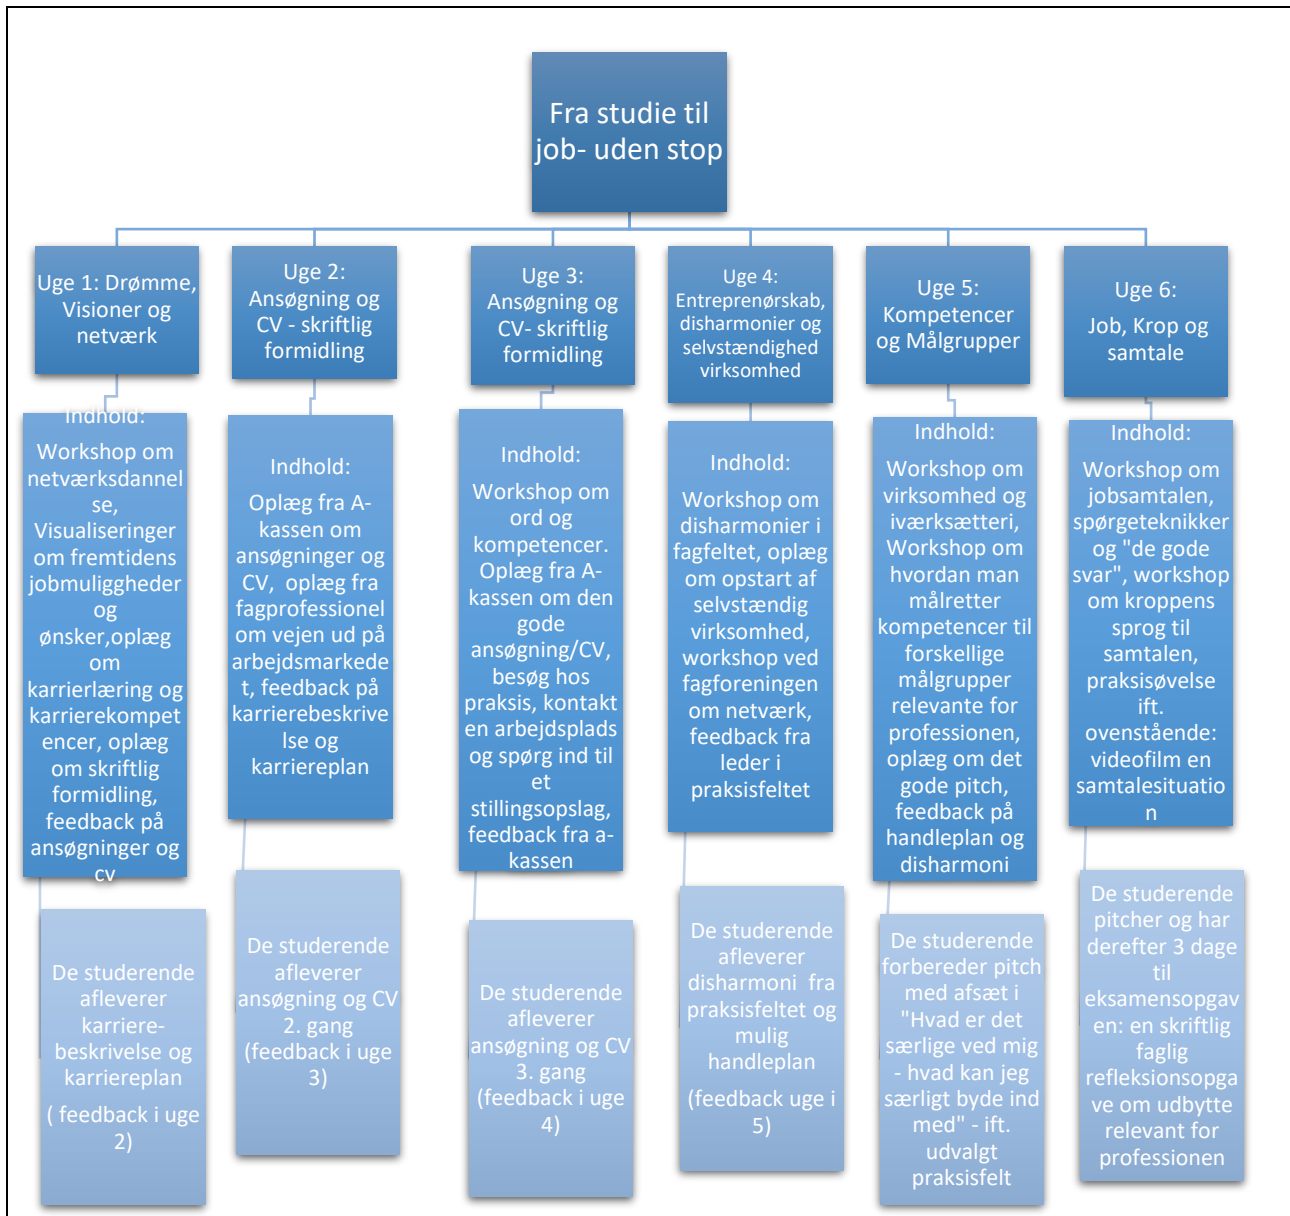 Fra studie til
job- uden stop
Uge 1: Drømme,
Visioner og
netværk
Indhold:
Workshop om
netværksdannel
se,
Visualiseringer
om fremtidens
jobmuliggheder
og
ønsker,oplæg
om
karrierlæring og
karrierekompet
encer, oplæg
om skriftlig
formidling,
feedback på
ansøgninger og
cv
De studerende
afleverer
karriere-
beskrivelse og
karriereplan
( feedback i uge
2)
Uge 2:
Ansøgning og
CV - skriftlig
formidling
Indhold:
Oplæg fra A-
kassen om
ansøgninger og
CV, oplæg fra
fagprofessionel
om vejen ud på
arbejdsmarkede
t, feedback på
karrierebeskrive
lse og
karriereplan
De studerende
afleverer
ansøgning og CV
2. gang
(feedback i uge
3)
Uge 3:
Ansøgning og
CV- skriftlig
formidling
Indhold:
Workshop om
ord og
kompetencer.
Oplæg fra A-
kassen om den
gode
ansøgning/CV,
besøg hos
praksis, kontakt
en arbejdsplads
og spørg ind til
et
stillingsopslag,
feedback fra a-
kassen
De studerende
afleverer
ansøgning og CV
3. gang
(feedback i uge
4)
Uge 4:
Entreprenørskab,
disharmonier og
selvstændighed
virksomhed
Indhold:
Workshop om
disharmonier i
fagfeltet, oplæg
om opstart af
selvstændig
virksomhed,
workshop ved
fagforeningen
om netværk,
feedback fra
leder i
praksisfeltet
De studerende
afleverer
disharmoni fra
praksisfeltet og
mulig
handleplan
(feedback uge i
5)
Uge 5:
Kompetencer
og Målgrupper
Indhold:
Workshop om
virksomhed og
iværksætteri,
Workshop om
hvordan man
målretter
kompetencer til
forskellige
målgrupper
relevante for
professionen,
oplæg om det
gode pitch,
feedback på
handleplan og
disharmoni
De studerende
forbereder pitch
med afsæt i
"Hvad er det
særlige ved mig
- hvad kan jeg
særligt byde ind
med" - ift.
udvalgt
praksisfelt
Uge 6:
Job, Krop og
samtale
Indhold:
Workshop om
jobsamtalen,
spørgeteknikker
og "de gode
svar", workshop
om kroppens
sprog til
samtalen,
praksisøvelse
ift.
ovenstående:
videofilm en
samtalesituatio
n
De studerende
pitcher og har
derefter 3 dage
til
eksamensopgav
en: en skriftlig
faglig
refleksionsopga
ve om udbytte
relevant for
professionen